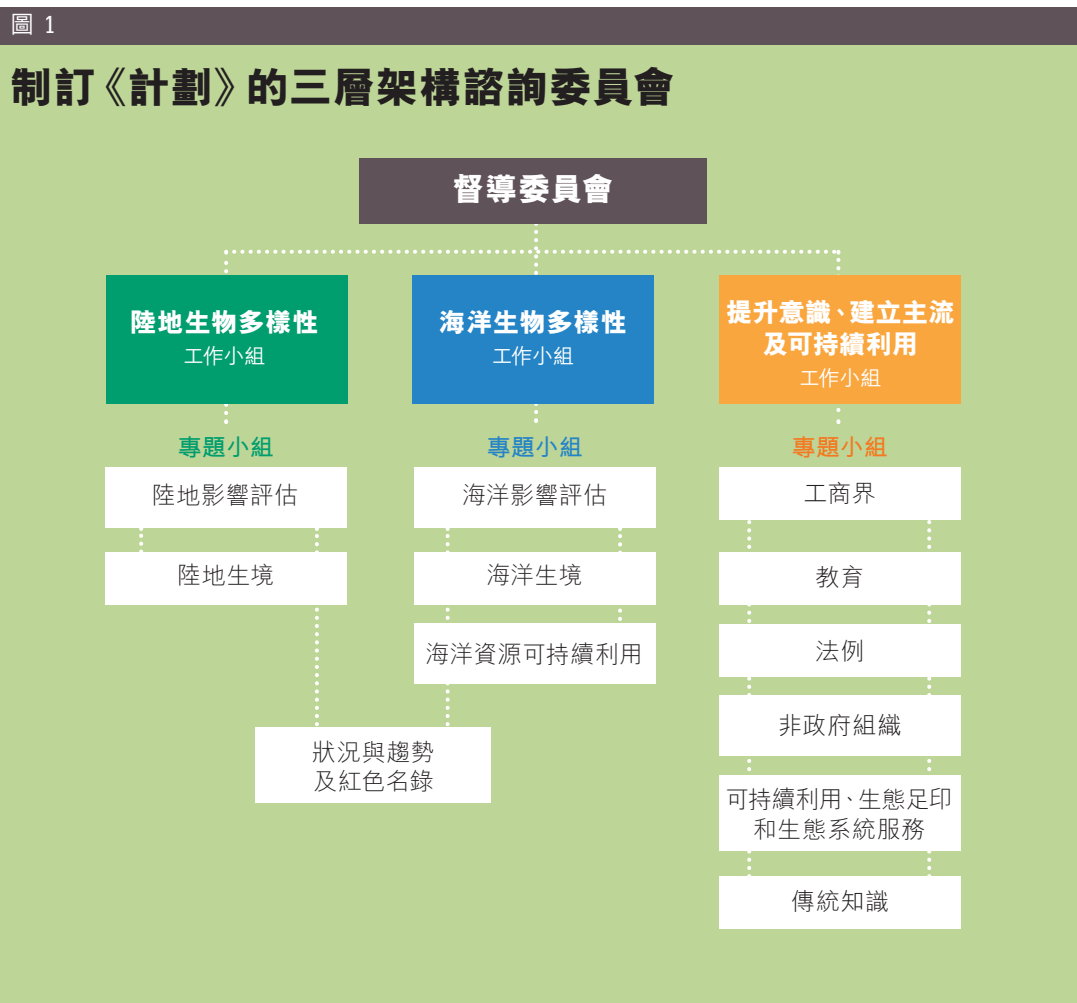 圖 1
制訂《計劃》的三層架構諮詢委員會
督導委員會
陸地生物多樣性
工作小組
專題小組
陸地影響評估
陸地生境
海洋生物多樣性
工作小組
專題小組
海洋影響評估
海洋生境
海洋資源可持續利用
狀況與趨勢
及紅色名錄
提升意識、建立主流
及可持續利用
工作小組
專題小組
工商界
教育
法例
非政府組織
可持續利用、生態足印
和生態系統服務
傳統知識